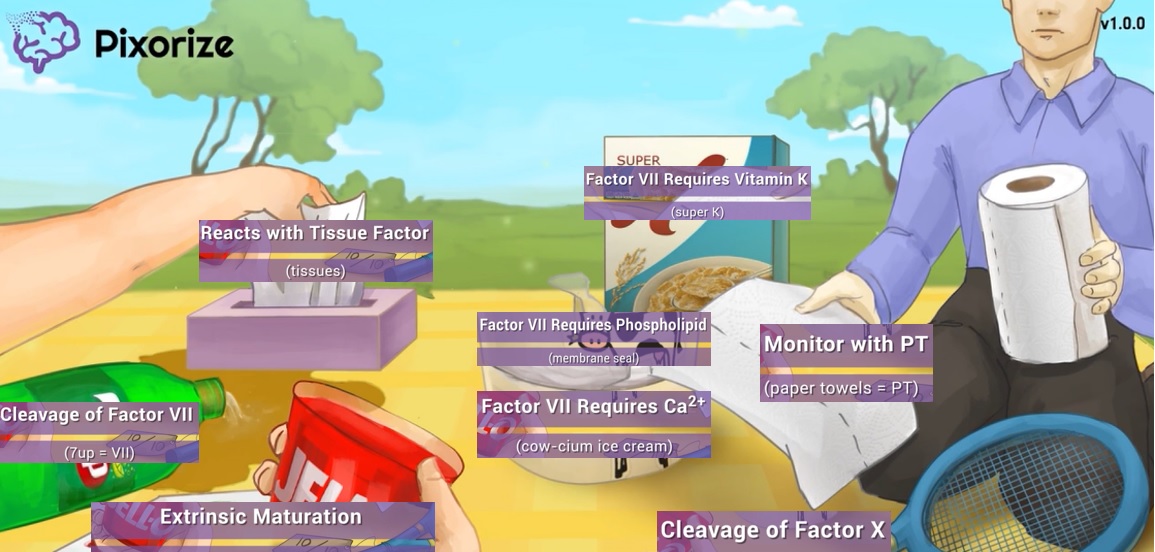 Pixorize
v1.0.0
SUPER
Factor VII Requires Vitamin K
(super K)
Reacts with Tissue Factor
(tissues)
Factor VII Requires Phospholipid
(membrane seal)
Monitor with PT
(paper towels = PT)
Factor VII Requires Ca²⁺
(cow-cium ice cream)
Cleavage of Factor VII
(7up = VII)
JELL
Extrinsic Maturation
Cleavage of Factor X